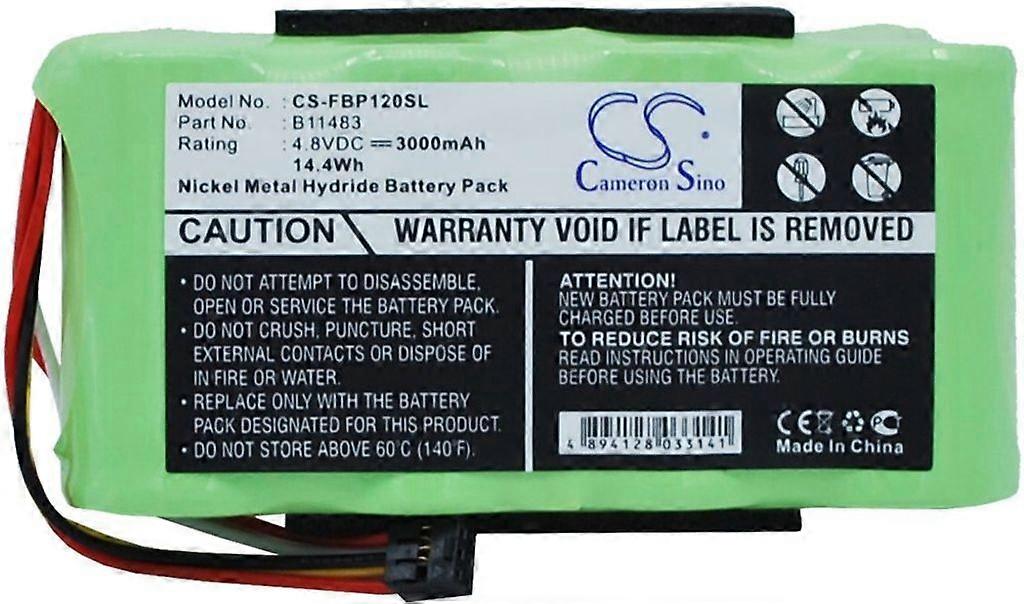 Model No. : CS-FBP120SL
Part No. : B11483
Rating : 4.8VDC ⎓ 3000mAh
14.4Wh
Nickel Metal Hydride Battery Pack
CS
Cameron Sino
CAUTION
WARRANTY VOID IF LABEL IS REMOVED
• DO NOT ATTEMPT TO DISASSEMBLE,
OPEN OR SERVICE THE BATTERY PACK.
• DO NOT CRUSH, PUNCTURE, SHORT
EXTERNAL CONTACTS OR DISPOSE OF
IN FIRE OR WATER.
• REPLACE ONLY WITH THE BATTERY
PACK DESIGNATED FOR THIS PRODUCT.
• DO NOT STORE ABOVE 60°C (140°F).
ATTENTION!
NEW BATTERY PACK MUST BE FULLY
CHARGED BEFORE USE.
TO REDUCE RISK OF FIRE OR BURNS
READ INSTRUCTIONS IN OPERATING GUIDE
BEFORE USING THE BATTERY.
4 894128 033141
CE
Made In China